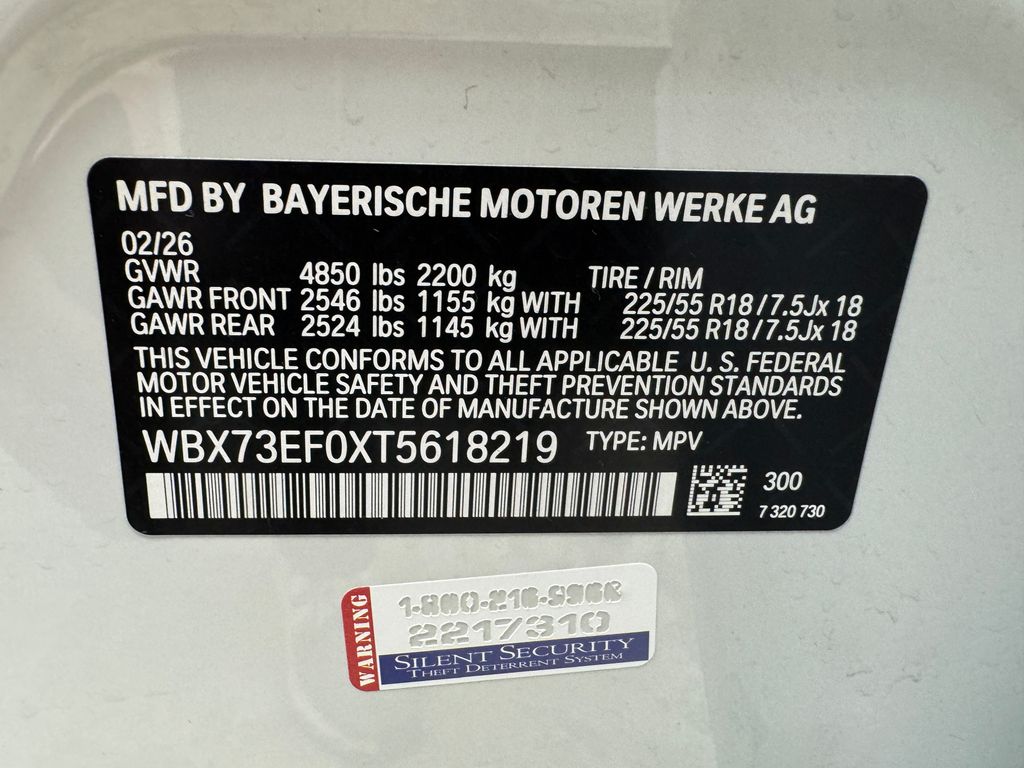 MFD BY BAYERISCHE MOTOREN WERKE AG
02/26
GVWR 4850 lbs 2200 kg TIRE / RIM
GAWR FRONT 2546 lbs 1155 kg WITH 225/55 R18 / 7.5Jx 18
GAWR REAR 2524 lbs 1145 kg WITH 225/55 R18 / 7.5Jx 18
THIS VEHICLE CONFORMS TO ALL APPLICABLE U. S. FEDERAL
MOTOR VEHICLE SAFETY AND THEFT PREVENTION STANDARDS
IN EFFECT ON THE DATE OF MANUFACTURE SHOWN ABOVE.
WBX73EF0XT5618219 TYPE: MPV
300
7 320 730
WARNING
2217310
SILENT SECURITY
THEFT DETERRENT SYSTEM